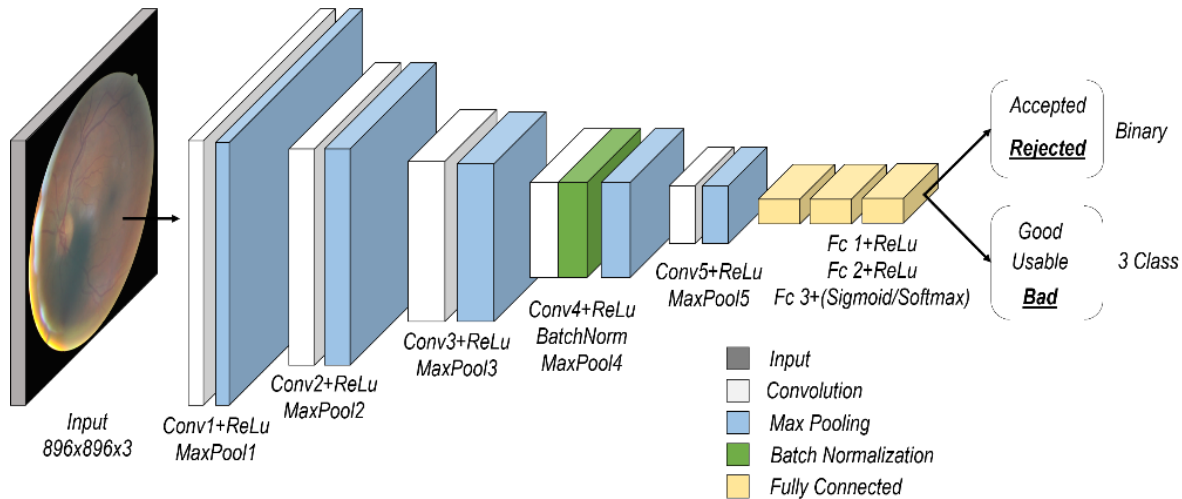 Input
896x896x3
Conv1+ReLu
MaxPool1
Conv2+ReLu
MaxPool2
Conv3+ReLu
MaxPool3
Conv4+ReLu
BatchNorm
MaxPool4
Conv5+ReLu
MaxPool5
Fc 1+ReLu
Fc 2+ReLu
Fc 3+(Sigmoid/Softmax)
Accepted
Rejected
Binary
Good
Usable
Bad
3 Class
Input
Convolution
Max Pooling
Batch Normalization
Fully Connected